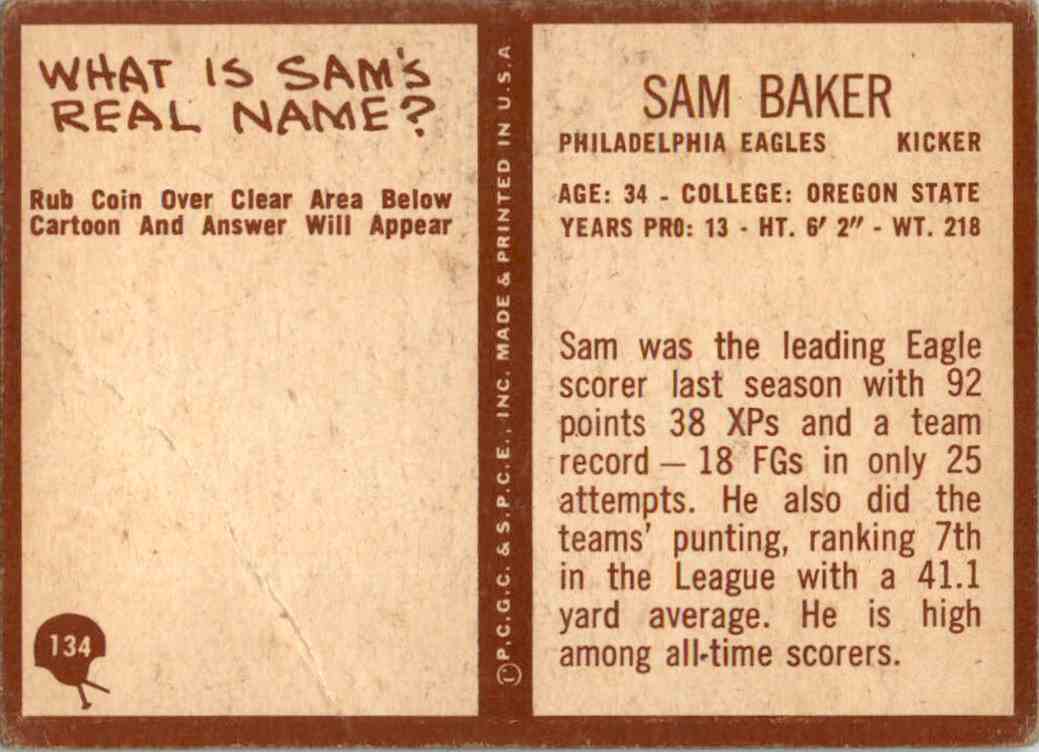 WHAT IS SAM'S
REAL NAME?
Rub Coin Over Clear Area Below
Cartoon And Answer Will Appear
134
©P.C.G.C. & S.P.C.E., INC. MADE & PRINTED IN U.S.A.
SAM BAKER
PHILADELPHIA EAGLES KICKER
AGE: 34 - COLLEGE: OREGON STATE
YEARS PRO: 13 - HT. 6' 2" - WT. 218
Sam was the leading Eagle
scorer last season with 92
points 38 XPs and a team
record — 18 FGs in only 25
attempts. He also did the
teams' punting, ranking 7th
in the League with a 41.1
yard average. He is high
among all-time scorers.